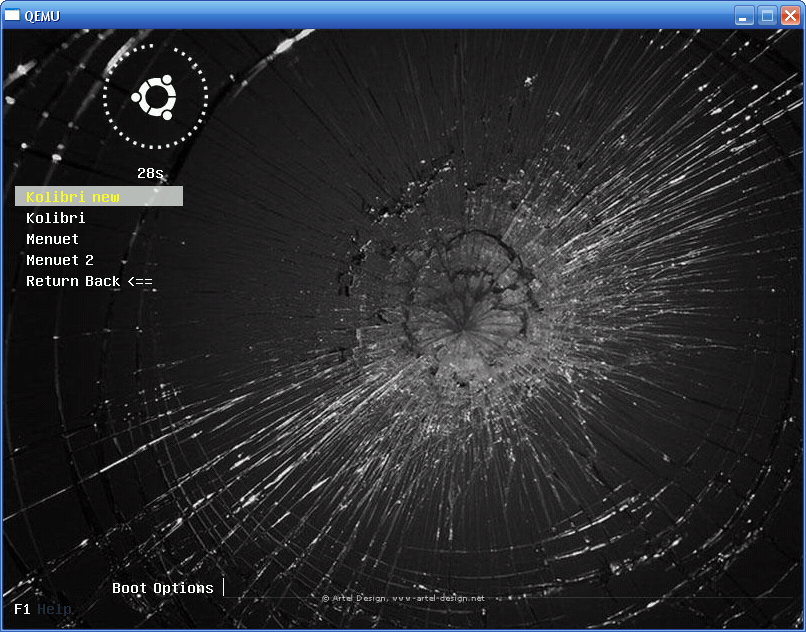 QEMU
28s
Kolibri new
Kolibri
Menuet
Menuet 2
Return Back <==
Boot Options
© Artel Design, www-artel-design.net
F1 Help